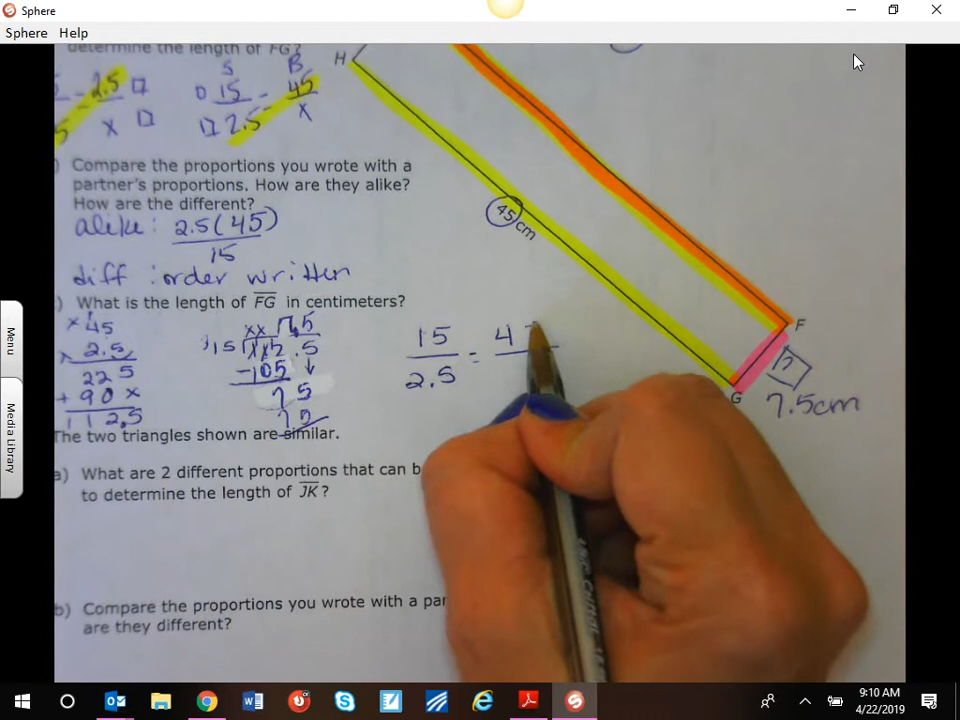 Sphere
Sphere Help
determine the length of FG?
S B
2.5 15 = 45
x 2.5 x
H
Compare the proportions you wrote with a
partner's proportions. How are they alike?
How are the different?
alike: 2.5(45)
15
diff : order written
45 cm
) What is the length of FG in centimeters?
x 45
x 2.5
225
+ 90x
112.5
15
.5
-105
75
75
15 = 4
2.5
F
G
7.5cm
The two triangles shown are similar.
a) What are 2 different proportions that can b
to determine the length of JK?
b) Compare the proportions you wrote with a par
are they different?
Menu
Media Library
9:10 AM
4/22/2019